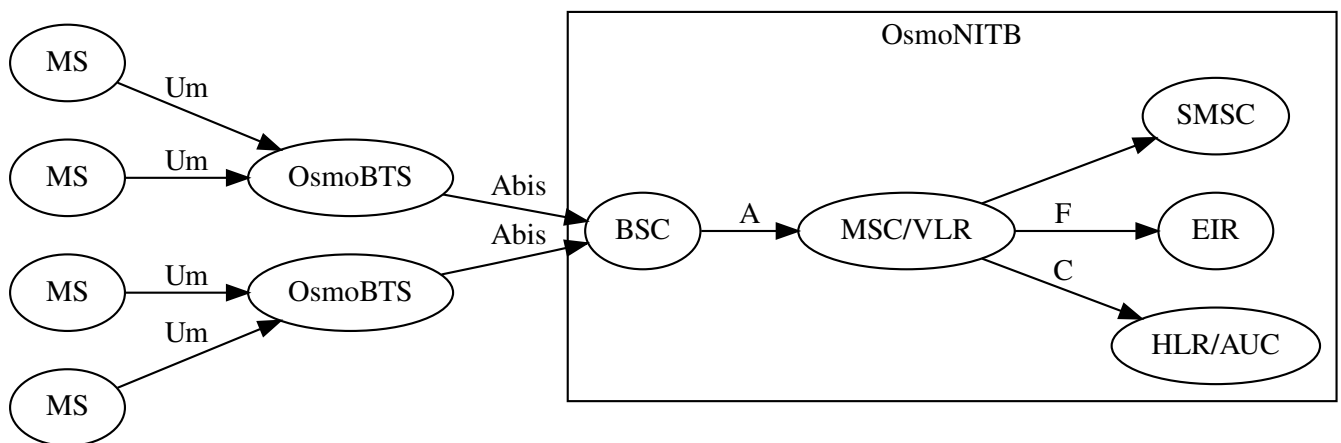 OsmoNITB
MS
Um
MS
Um
OsmoBTS
Abis
MS
Um
OsmoBTS
Abis
MS
Um
BSC
A
MSC/VLR
SMSC
F
EIR
C
HLR/AUC